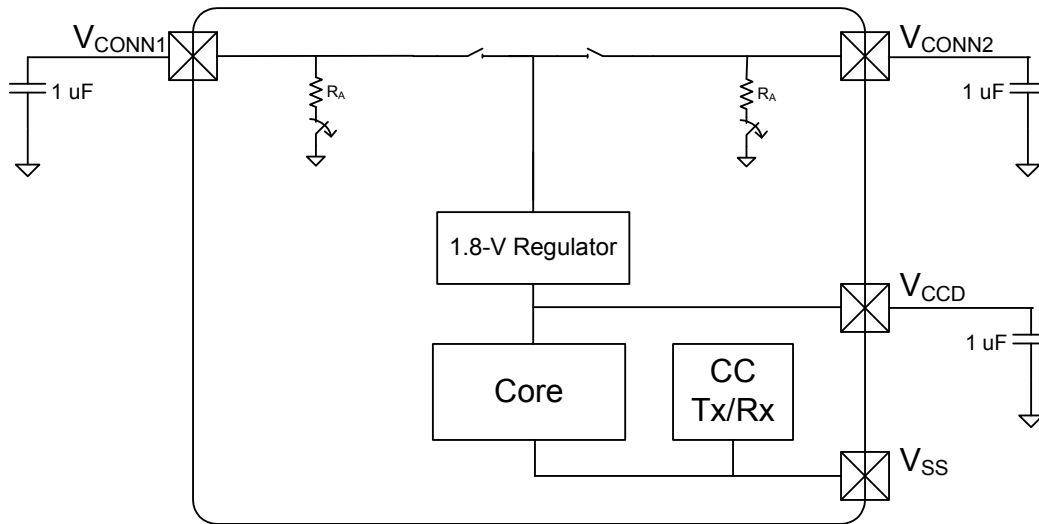 VCONN1
VCONN2
1 uF
RA
RA
1 uF
1.8-V Regulator
VCCD
1 uF
Core
CC
Tx/Rx
VSS